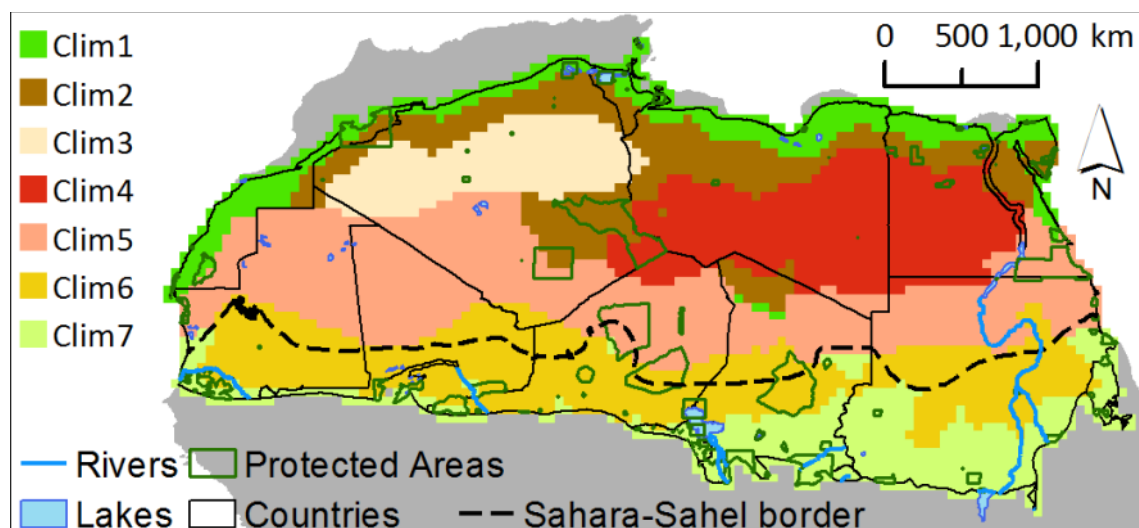 Clim1
Clim2
Clim3
Clim4
Clim5
Clim6
Clim7
0 500 1,000 km
N
Rivers Protected Areas
Lakes Countries Sahara-Sahel border